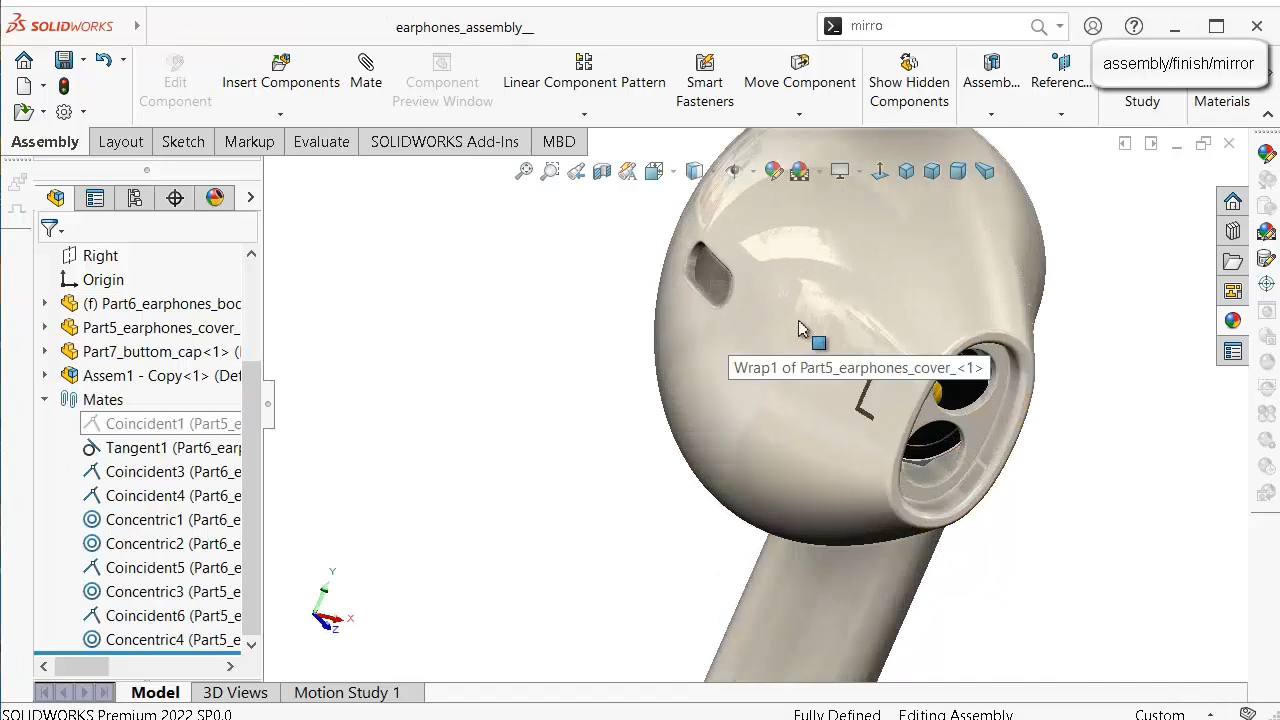 SOLIDWORKS
earphones_assembly__
mirro
assembly/finish/mirror
Edit
Component
Insert Components
Mate
Component
Preview Window
Linear Component Pattern
Smart
Fasteners
Move Component
Show Hidden
Components
Assemb...
Referenc...
Study
Materials
Assembly
Layout
Sketch
Markup
Evaluate
SOLIDWORKS Add-Ins
MBD
Right
Origin
(f) Part6_earphones_boc
Part5_earphones_cover_
Part7_buttom_cap<1> (
Assem1 - Copy<1> (Def
Mates
Coincident1 (Part5_e
Tangent1 (Part6_earp
Coincident3 (Part6_e
Coincident4 (Part6_e
Concentric1 (Part6_e
Concentric2 (Part6_e
Coincident5 (Part6_e
Concentric3 (Part5_e
Coincident6 (Part5_e
Concentric4 (Part5_e
Wrap1 of Part5_earphones_cover_<1>
L
Y
X
Z
Model
3D Views
Motion Study 1
SOLIDWORKS Premium 2022 SP0.0
Fully Defined
Editing Assembly
Custom